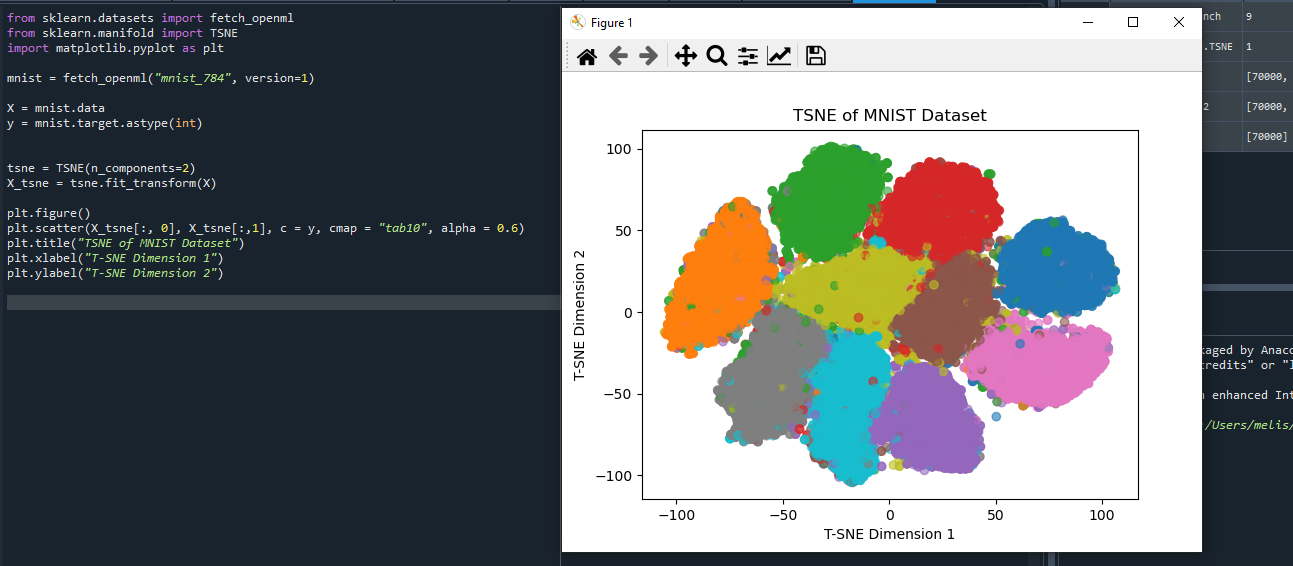 from sklearn.datasets import fetch_openml
from sklearn.manifold import TSNE
import matplotlib.pyplot as plt
mnist = fetch_openml("mnist_784", version=1)
X = mnist.data
y = mnist.target.astype(int)
tsne = TSNE(n_components=2)
X_tsne = tsne.fit_transform(X)
plt.figure()
plt.scatter(X_tsne[:, 0], X_tsne[:,1], c = y, cmap = "tab10", alpha = 0.6)
plt.title("TSNE of MNIST Dataset")
plt.xlabel("T-SNE Dimension 1")
plt.ylabel("T-SNE Dimension 2")
Figure 1
TSNE of MNIST Dataset
T-SNE Dimension 2
100
50
0
−50
−100
−100 −50 0 50 100
T-SNE Dimension 1
nch 9
.TSNE 1
[70000,
2 [70000,
[70000]
kaged by Anaco
credits" or "l
n enhanced Int
/Users/melis/